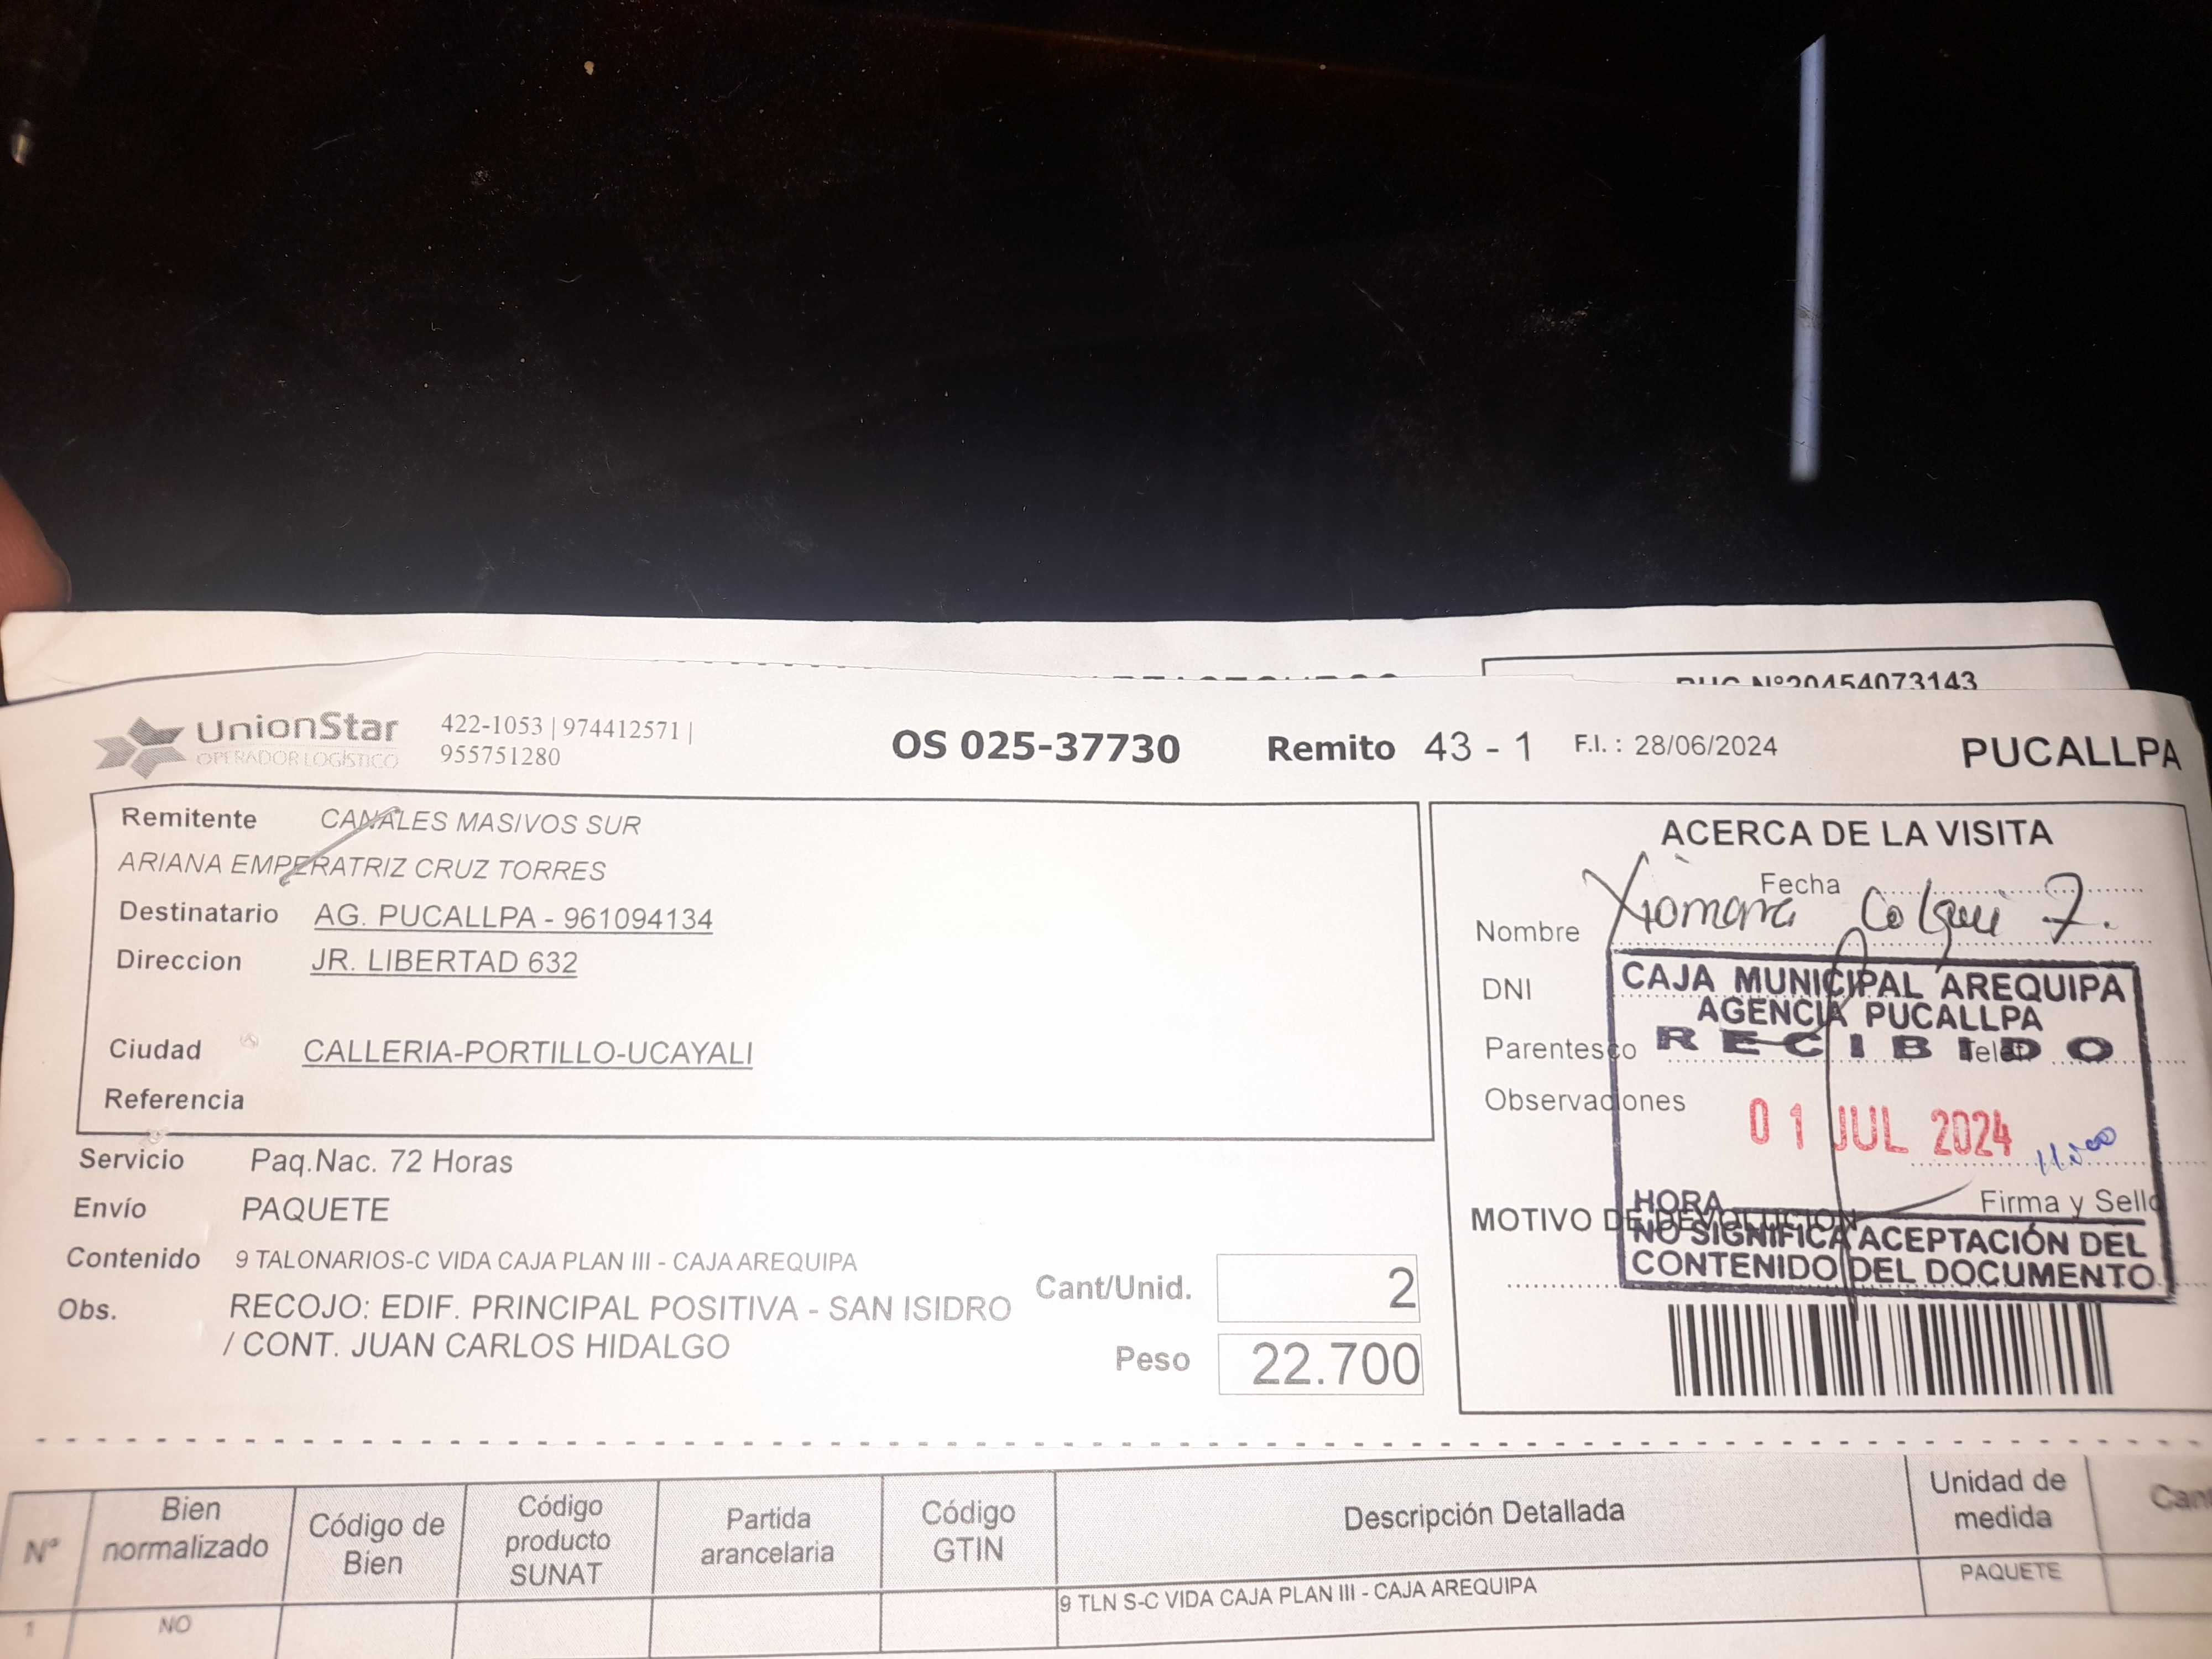 Nº20454073143
UnionStar
OPERADOR LOGÍSTICO
422-1053 | 974412571 |
955751280
OS 025-37730
Remito 43 - 1
F.I. : 28/06/2024
PUCALLPA
Remitente CANALES MASIVOS SUR
ARIANA EMPERATRIZ CRUZ TORRES
Destinatario AG. PUCALLPA - 961094134
Direccion JR. LIBERTAD 632
Ciudad CALLERIA-PORTILLO-UCAYALI
Referencia
Servicio Paq.Nac. 72 Horas
Envío PAQUETE
Contenido 9 TALONARIOS-C VIDA CAJA PLAN III - CAJA AREQUIPA
Obs. RECOJO: EDIF. PRINCIPAL POSITIVA - SAN ISIDRO
/ CONT. JUAN CARLOS HIDALGO
Cant/Unid. 2
Peso 22.700
ACERCA DE LA VISITA
Fecha
Nombre Xiomara Colqui F.
DNI
Parentesco Telef.
Observaciones
Firma y Sello
MOTIVO DE DEVOLUCION
CAJA MUNICIPAL AREQUIPA
AGENCIA PUCALLPA
RECIBIDO
01 JUL 2024
HORA
NO SIGNIFICA ACEPTACIÓN DEL
CONTENIDO DEL DOCUMENTO
Nº Bien normalizado Código de Bien Código producto SUNAT Partida arancelaria Código GTIN Descripción Detallada Unidad de medida
1 NO 9 TLN S-C VIDA CAJA PLAN III - CAJA AREQUIPA PAQUETE